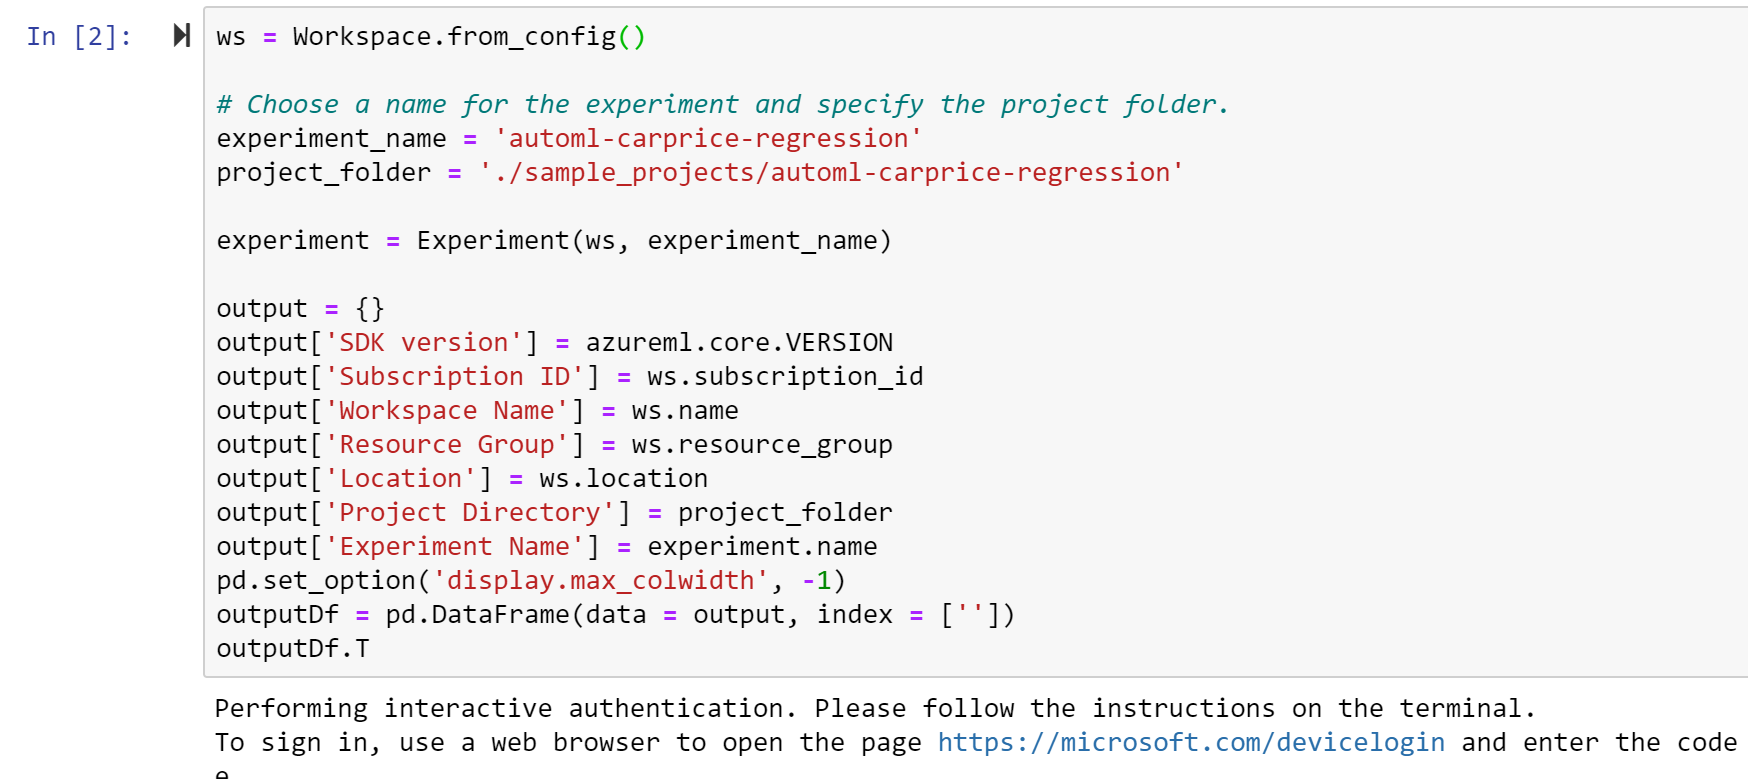 In [2]:
ws = Workspace.from_config()
# Choose a name for the experiment and specify the project folder.
experiment_name = 'automl-carprice-regression'
project_folder = './sample_projects/automl-carprice-regression'
experiment = Experiment(ws, experiment_name)
output = {}
output['SDK version'] = azureml.core.VERSION
output['Subscription ID'] = ws.subscription_id
output['Workspace Name'] = ws.name
output['Resource Group'] = ws.resource_group
output['Location'] = ws.location
output['Project Directory'] = project_folder
output['Experiment Name'] = experiment.name
pd.set_option('display.max_colwidth', -1)
outputDf = pd.DataFrame(data = output, index = [''])
outputDf.T
Performing interactive authentication. Please follow the instructions on the terminal.
To sign in, use a web browser to open the page https://microsoft.com/devicelogin and enter the code